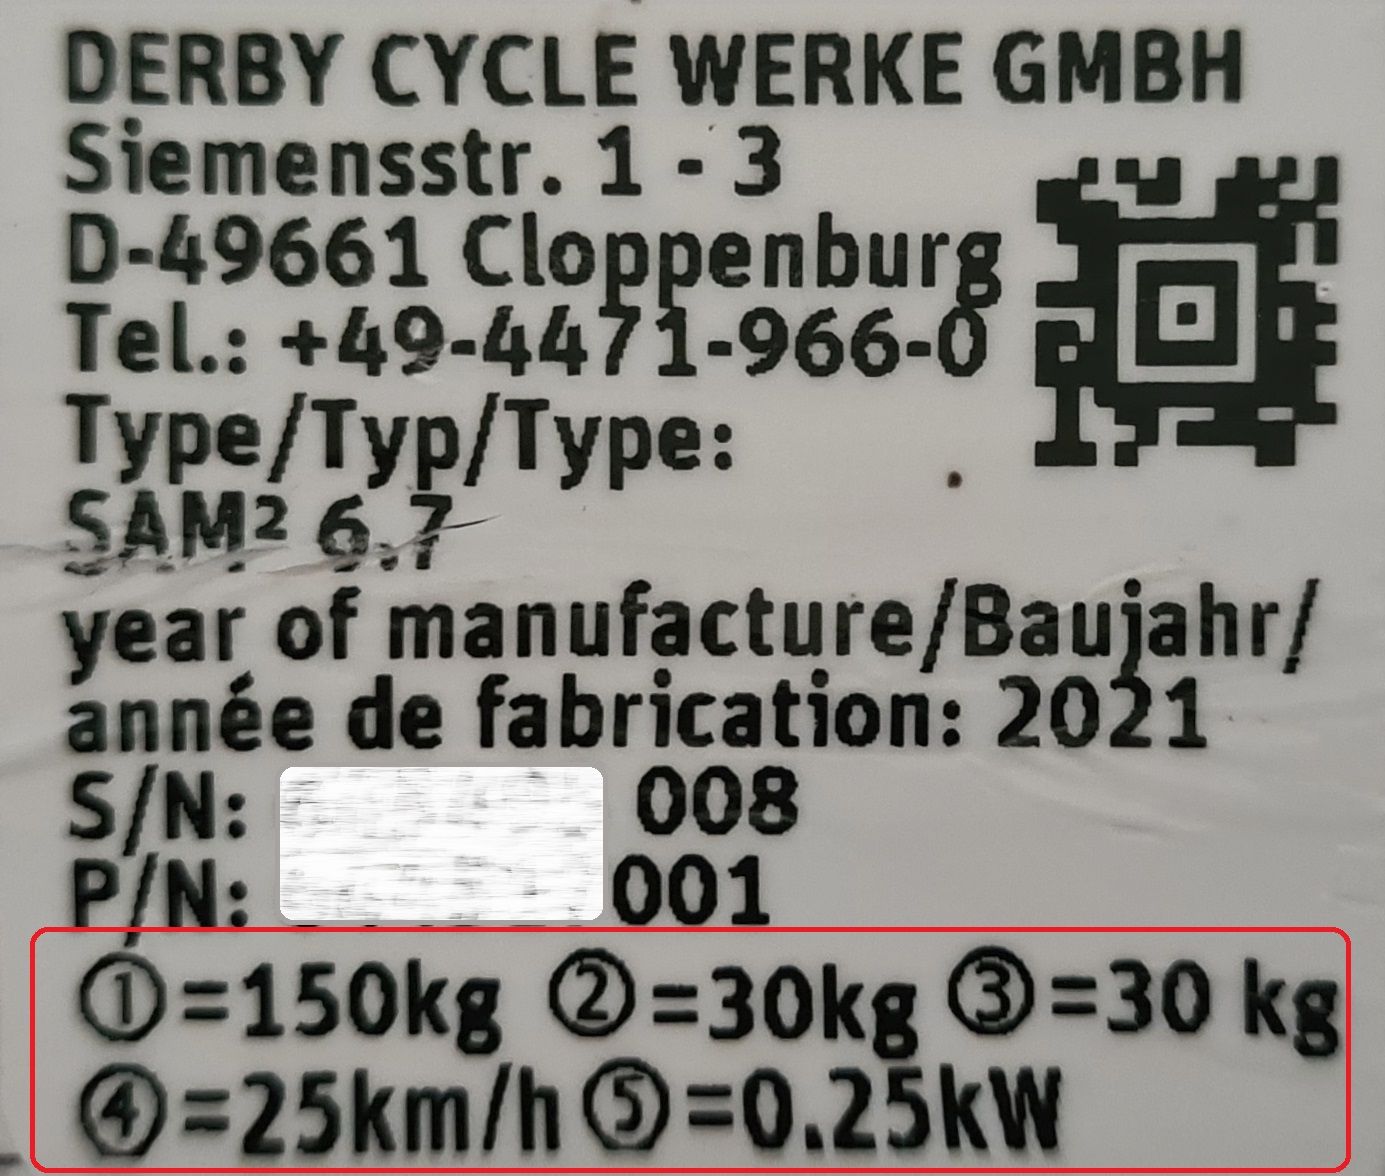 DERBY CYCLE WERKE GMBH
Siemensstr. 1 - 3
D-49661 Cloppenburg
Tel.: +49-4471-966-0
Type/Typ/Type:
SAM² 6.7
year of manufacture/Baujahr/
année de fabrication: 2021
S/N: 008
P/N: 001
①=150kg ②=30kg ③=30 kg
④=25km/h ⑤=0.25kW